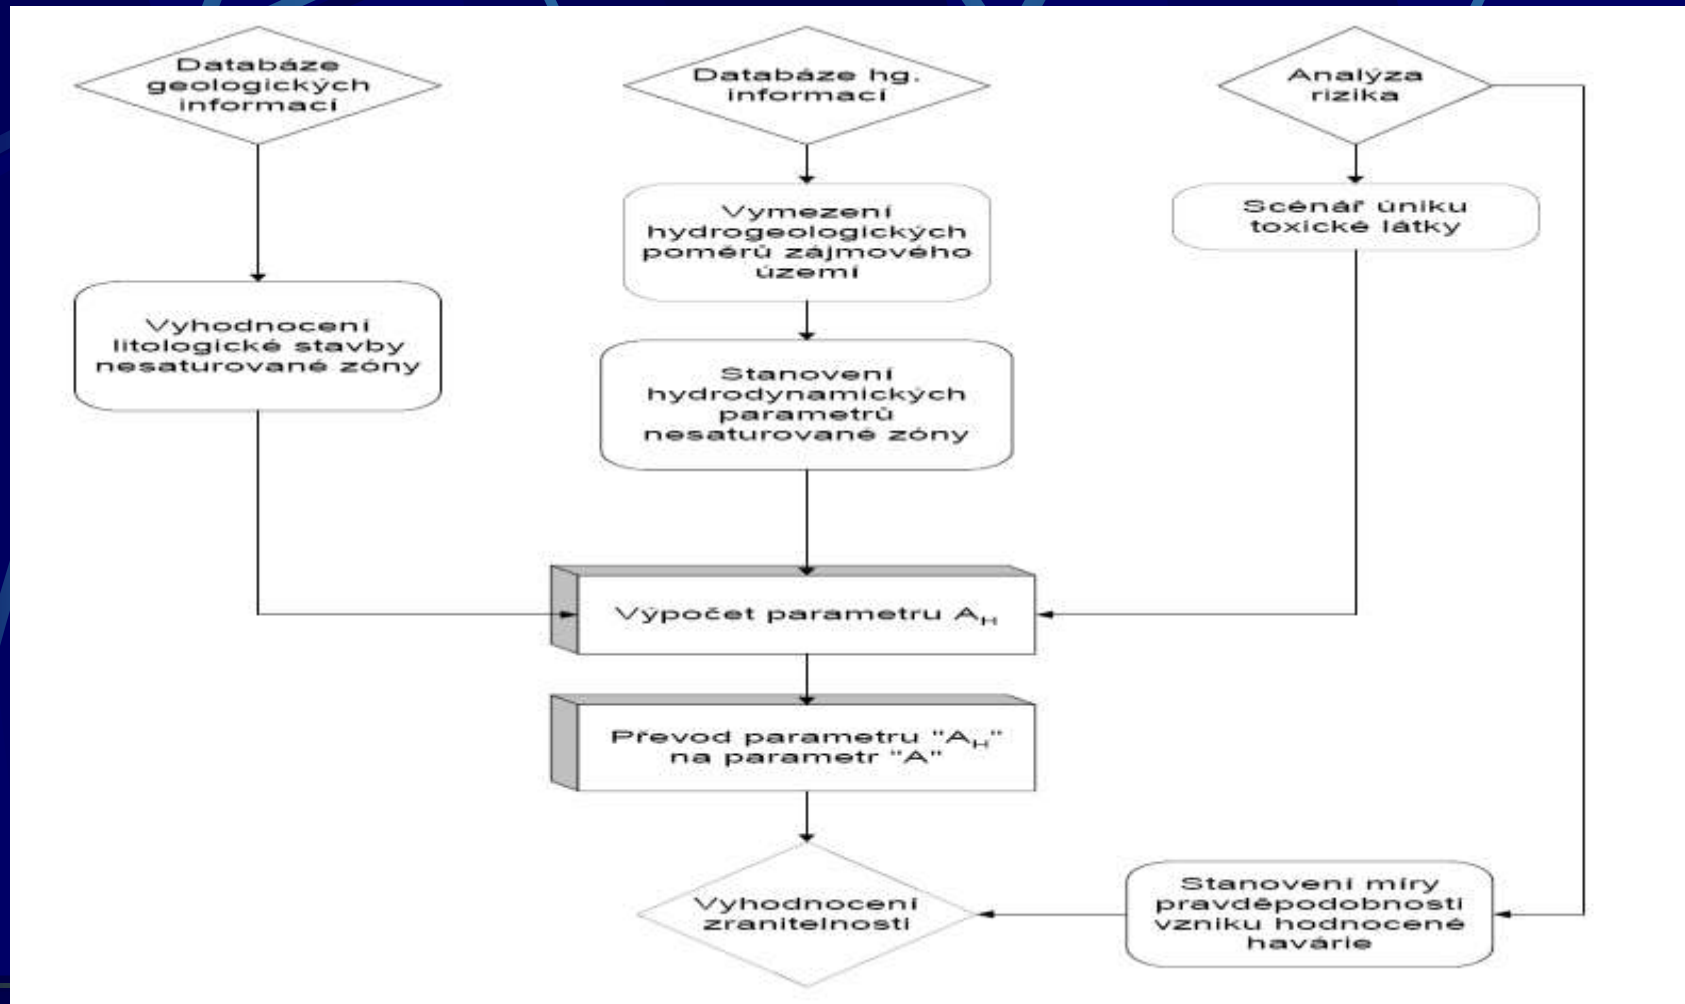 Databáze
geologických
informací
Databáze hg.
informací
Analýza
rizika
Vymezení
hydrogeologických
poměrů zájmového
území
Scénář úniku
toxické látky
Vyhodnocení
litologické stavby
nesaturované zóny
Stanovení
hydrodynamických
parametrů
nesaturované zóny
Výpočet parametru A_H
Převod parametru "A_H"
na parametr "A"
Vyhodnocení
zranitelnosti
Stanovení míry
pravděpodobnosti
vzniku hodnocené
havárie